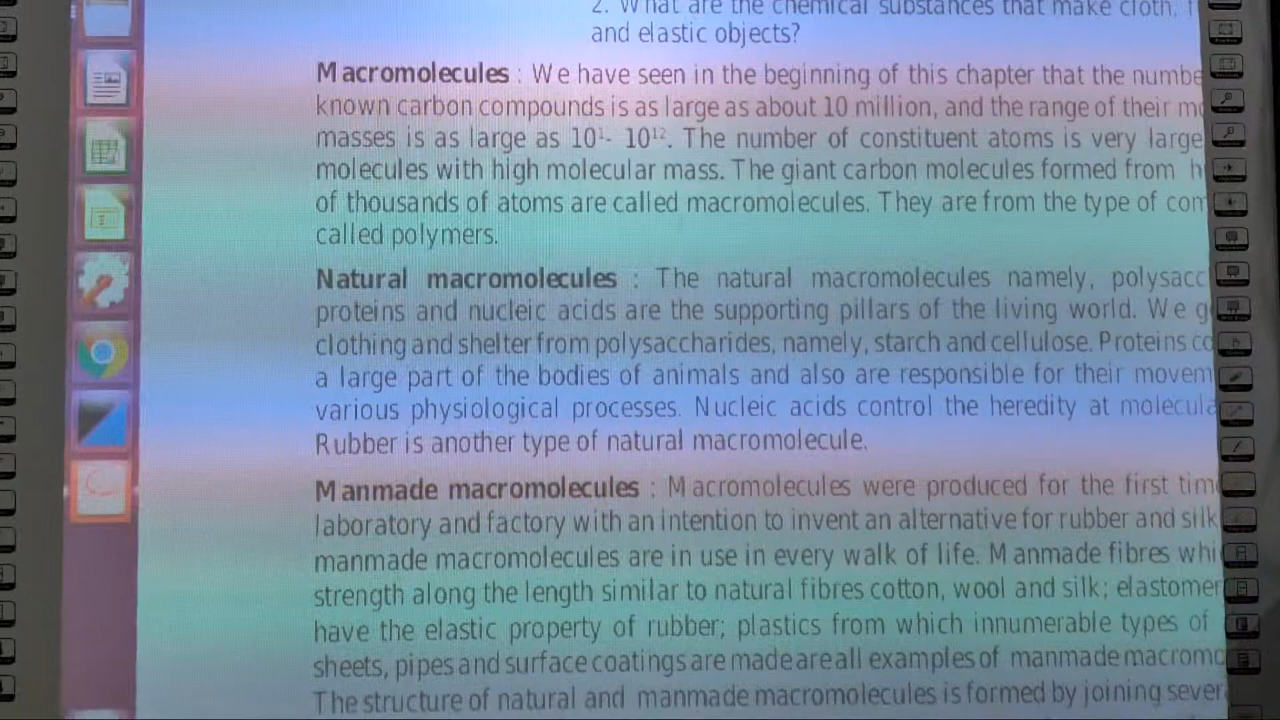 2. What are the chemical substances that make cloth,
and elastic objects?
Macromolecules : We have seen in the beginning of this chapter that the numbe
known carbon compounds is as large as about 10 million, and the range of their
masses is as large as 10¹- 10¹². The number of constituent atoms is very large
molecules with high molecular mass. The giant carbon molecules formed from h
of thousands of atoms are called macromolecules. They are from the type of com
called polymers.
Natural macromolecules : The natural macromolecules namely, polysacc
proteins and nucleic acids are the supporting pillars of the living world. We g
clothing and shelter from polysaccharides, namely, starch and cellulose. Proteins co
a large part of the bodies of animals and also are responsible for their movem
various physiological processes. Nucleic acids control the heredity at molecula
Rubber is another type of natural macromolecule.
Manmade macromolecules : Macromolecules were produced for the first time
laboratory and factory with an intention to invent an alternative for rubber and silk
manmade macromolecules are in use in every walk of life. Manmade fibres whi
strength along the length similar to natural fibres cotton, wool and silk; elastomer
have the elastic property of rubber; plastics from which innumerable types of
sheets, pipes and surface coatings are made are all examples of manmade macromo
The structure of natural and manmade macromolecules is formed by joining sever